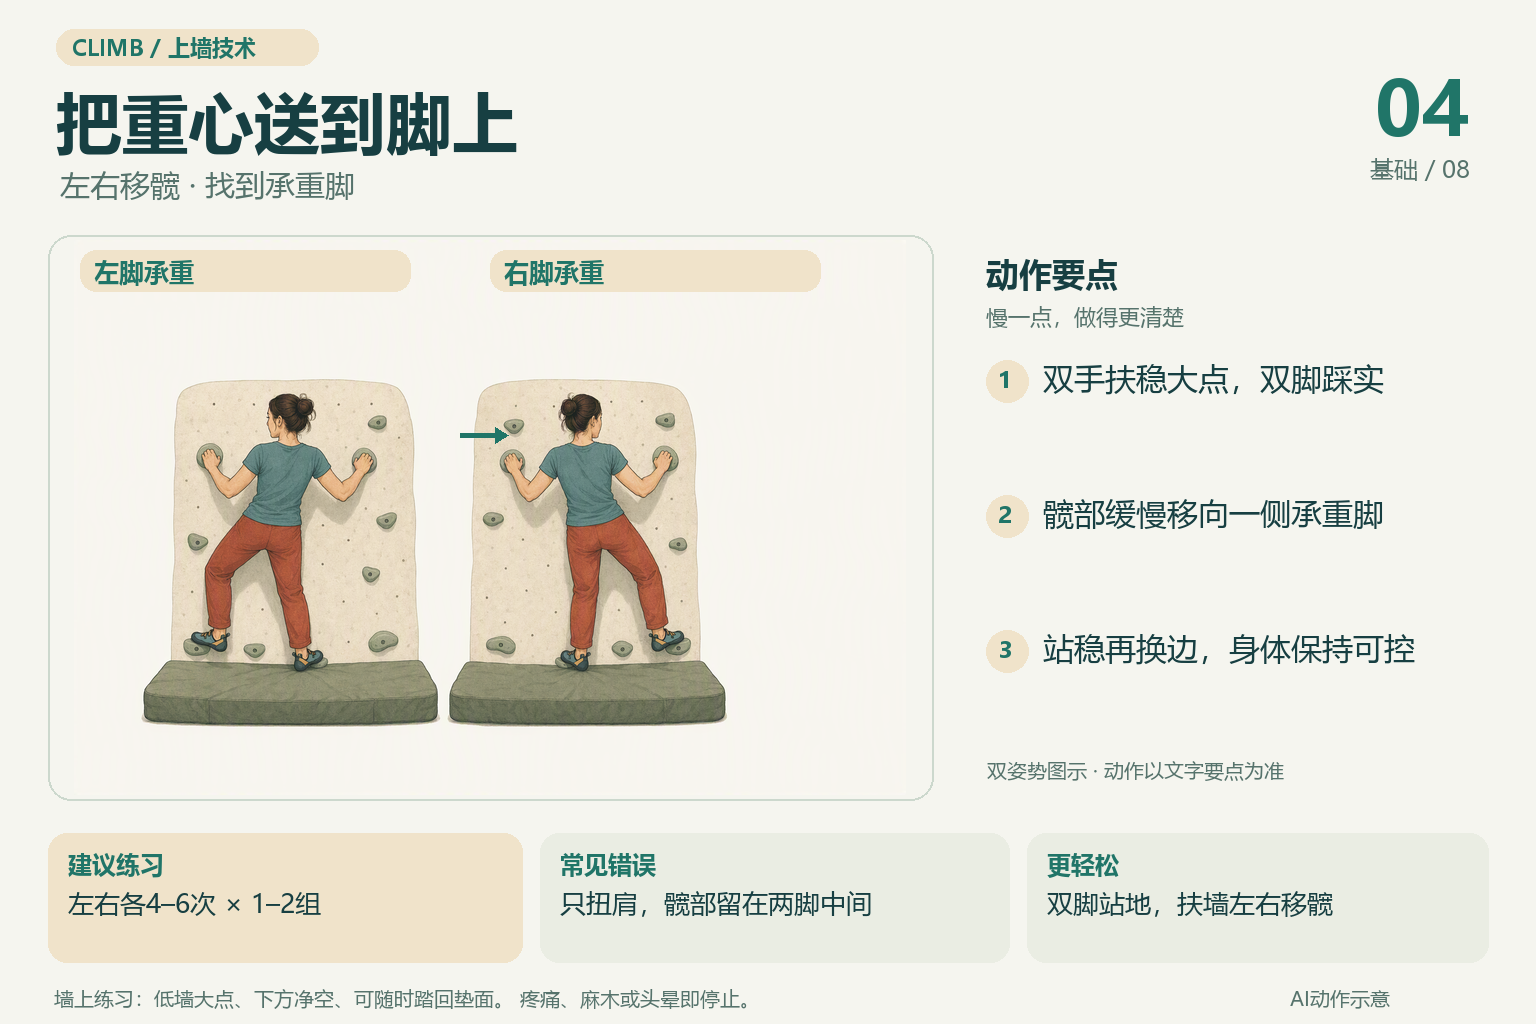 CLIMB / 上墙技术
把重心送到脚上
左右移髋 · 找到承重脚
04
基础 / 08
左脚承重
右脚承重
动作要点
慢一点，做得更清楚
1 双手扶稳大点，双脚踩实
2 髋部缓慢移向一侧承重脚
3 站稳再换边，身体保持可控
双姿势图示 · 动作以文字要点为准
建议练习
左右各4–6次 × 1–2组
常见错误
只扭肩，髋部留在两脚中间
更轻松
双脚站地，扶墙左右移髋
墙上练习：低墙大点、下方净空、可随时踏回垫面。 疼痛、麻木或头晕即停止。
AI动作示意